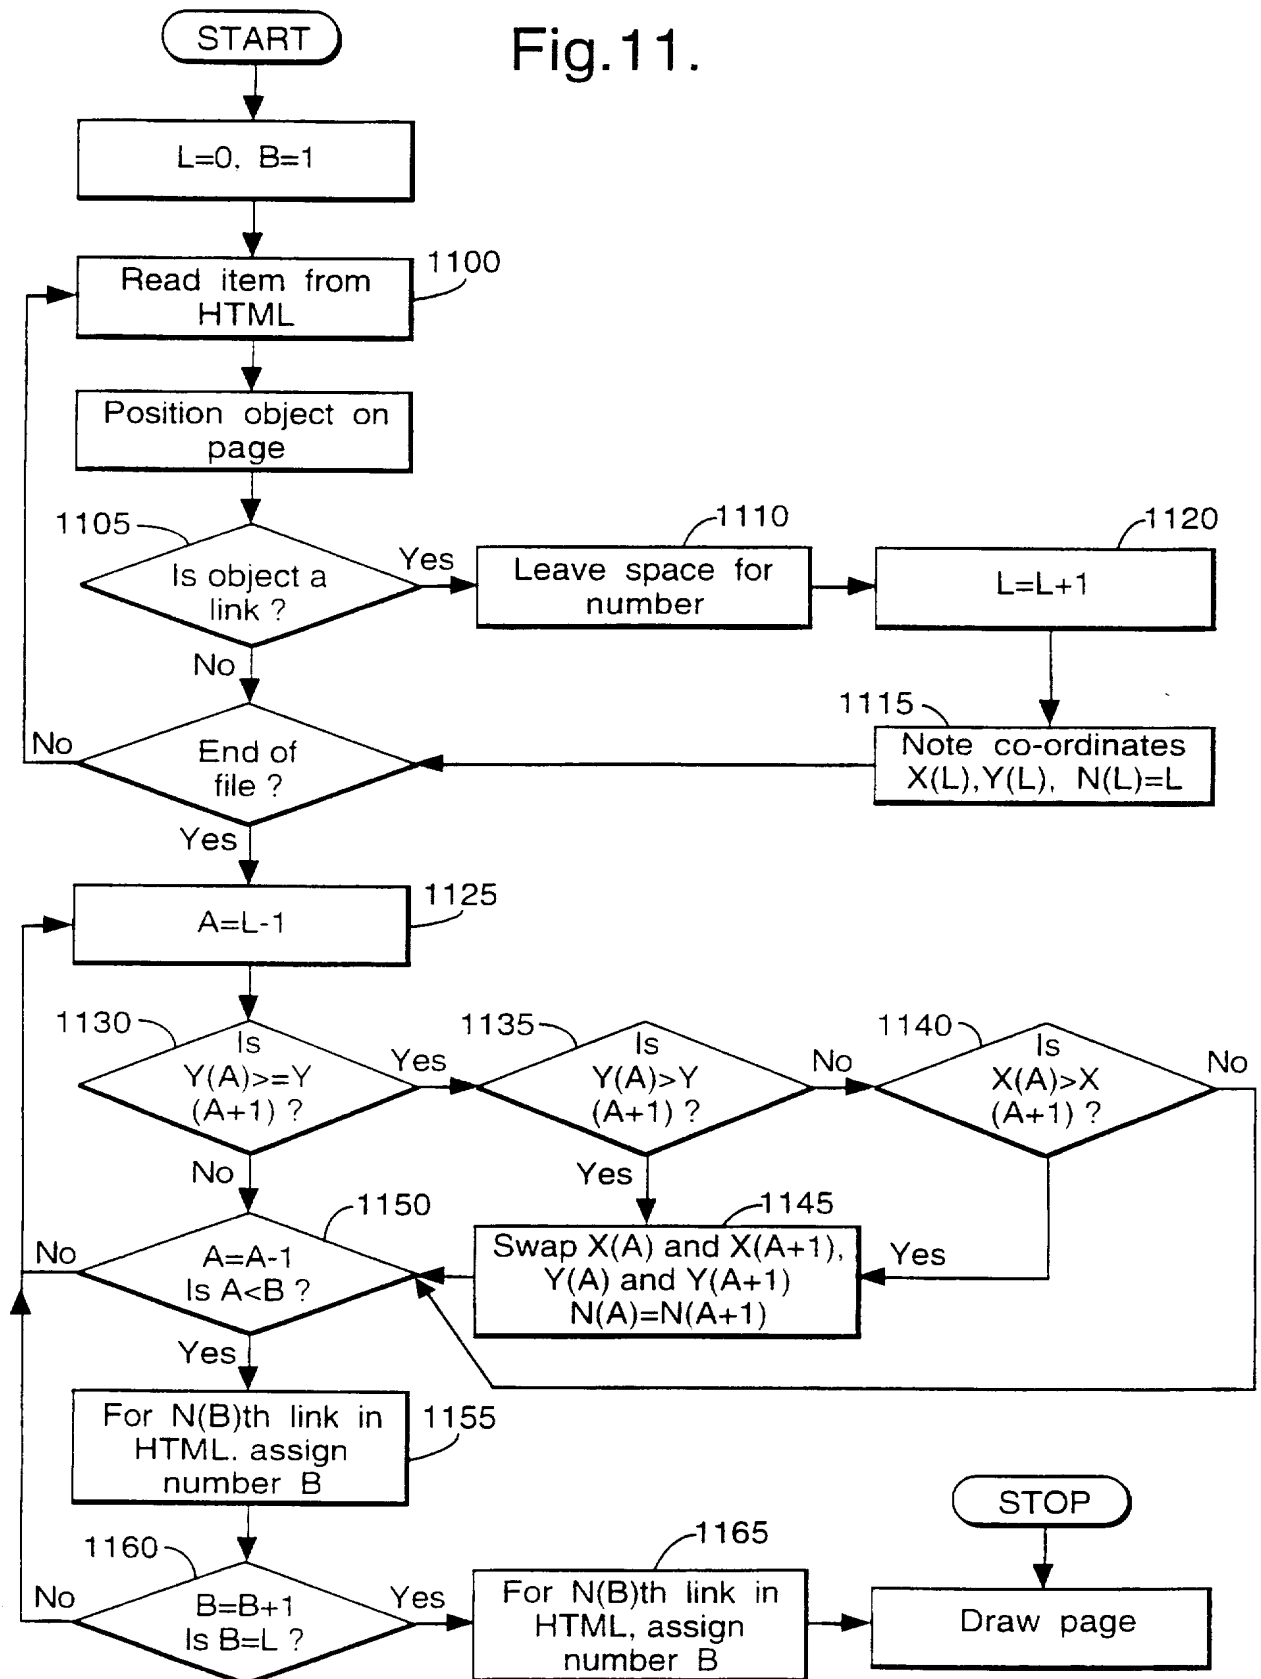 START
Fig.11.
L=0, B=1
Read item from
HTML
1100
Position object on
page
1105
Is object a
link ?
Yes
No
1110
Leave space for
number
1120
L=L+1
1115
Note co-ordinates
X(L),Y(L), N(L)=L
End of
file ?
No
Yes
1125
A=L-1
1130
Is
Y(A)>=Y
(A+1) ?
Yes
No
1135
Is
Y(A)>Y
(A+1) ?
No
Yes
1140
Is
X(A)>X
(A+1) ?
No
Yes
1145
Swap X(A) and X(A+1),
Y(A) and Y(A+1)
N(A)=N(A+1)
1150
A=A-1
Is A<B ?
No
Yes
1155
For N(B)th link in
HTML. assign
number B
1160
B=B+1
Is B=L ?
No
Yes
1165
For N(B)th link in
HTML, assign
number B
STOP
Draw page